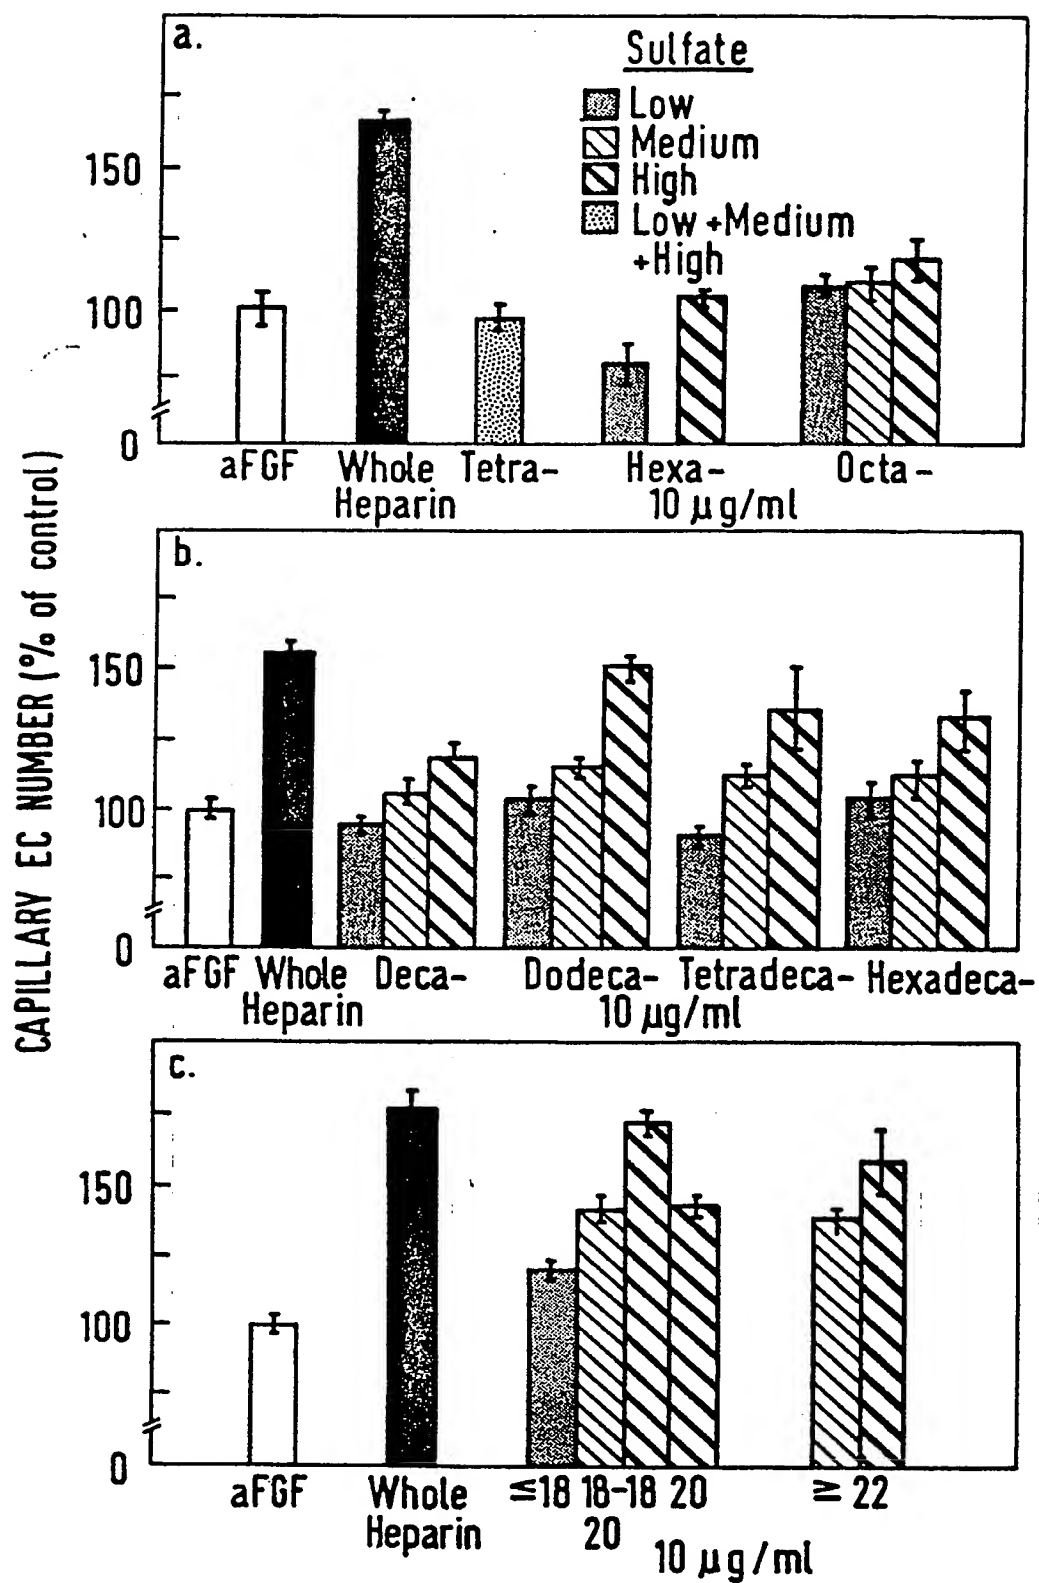 CAPILLARY EC NUMBER (% of control)
a.
Sulfate
Low
Medium
High
Low +Medium
+High
150
100
0
aFGF Whole Tetra- Hexa- Octa-
Heparin 10 µg/ml
b.
150
100
0
aFGF Whole Deca- Dodeca- Tetradeca- Hexadeca-
Heparin 10 µg/ml
c.
150
100
0
aFGF Whole ≤18 18-18 20 ≥ 22
Heparin 20 10 µg/ml